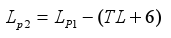 L_{p2} = L_{P1} − (TL + 6)